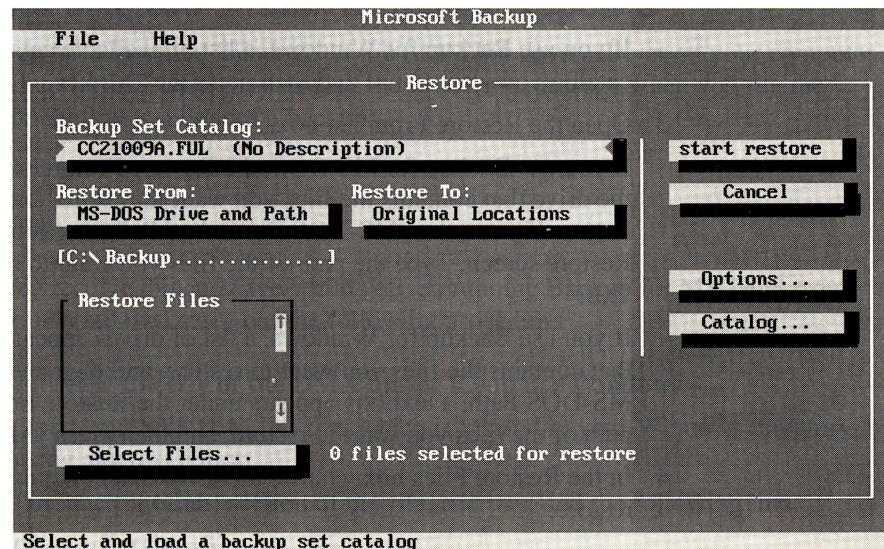 Microsoft Backup
File Help
Restore
Backup Set Catalog:
CC21009A.FUL (No Description)
start restore
Restore From:
Restore To:
Cancel
MS-DOS Drive and Path
Original Locations
[C:\Backup..............]
Options...
Restore Files
Catalog...
Select Files...
0 files selected for restore
Select and load a backup set catalog